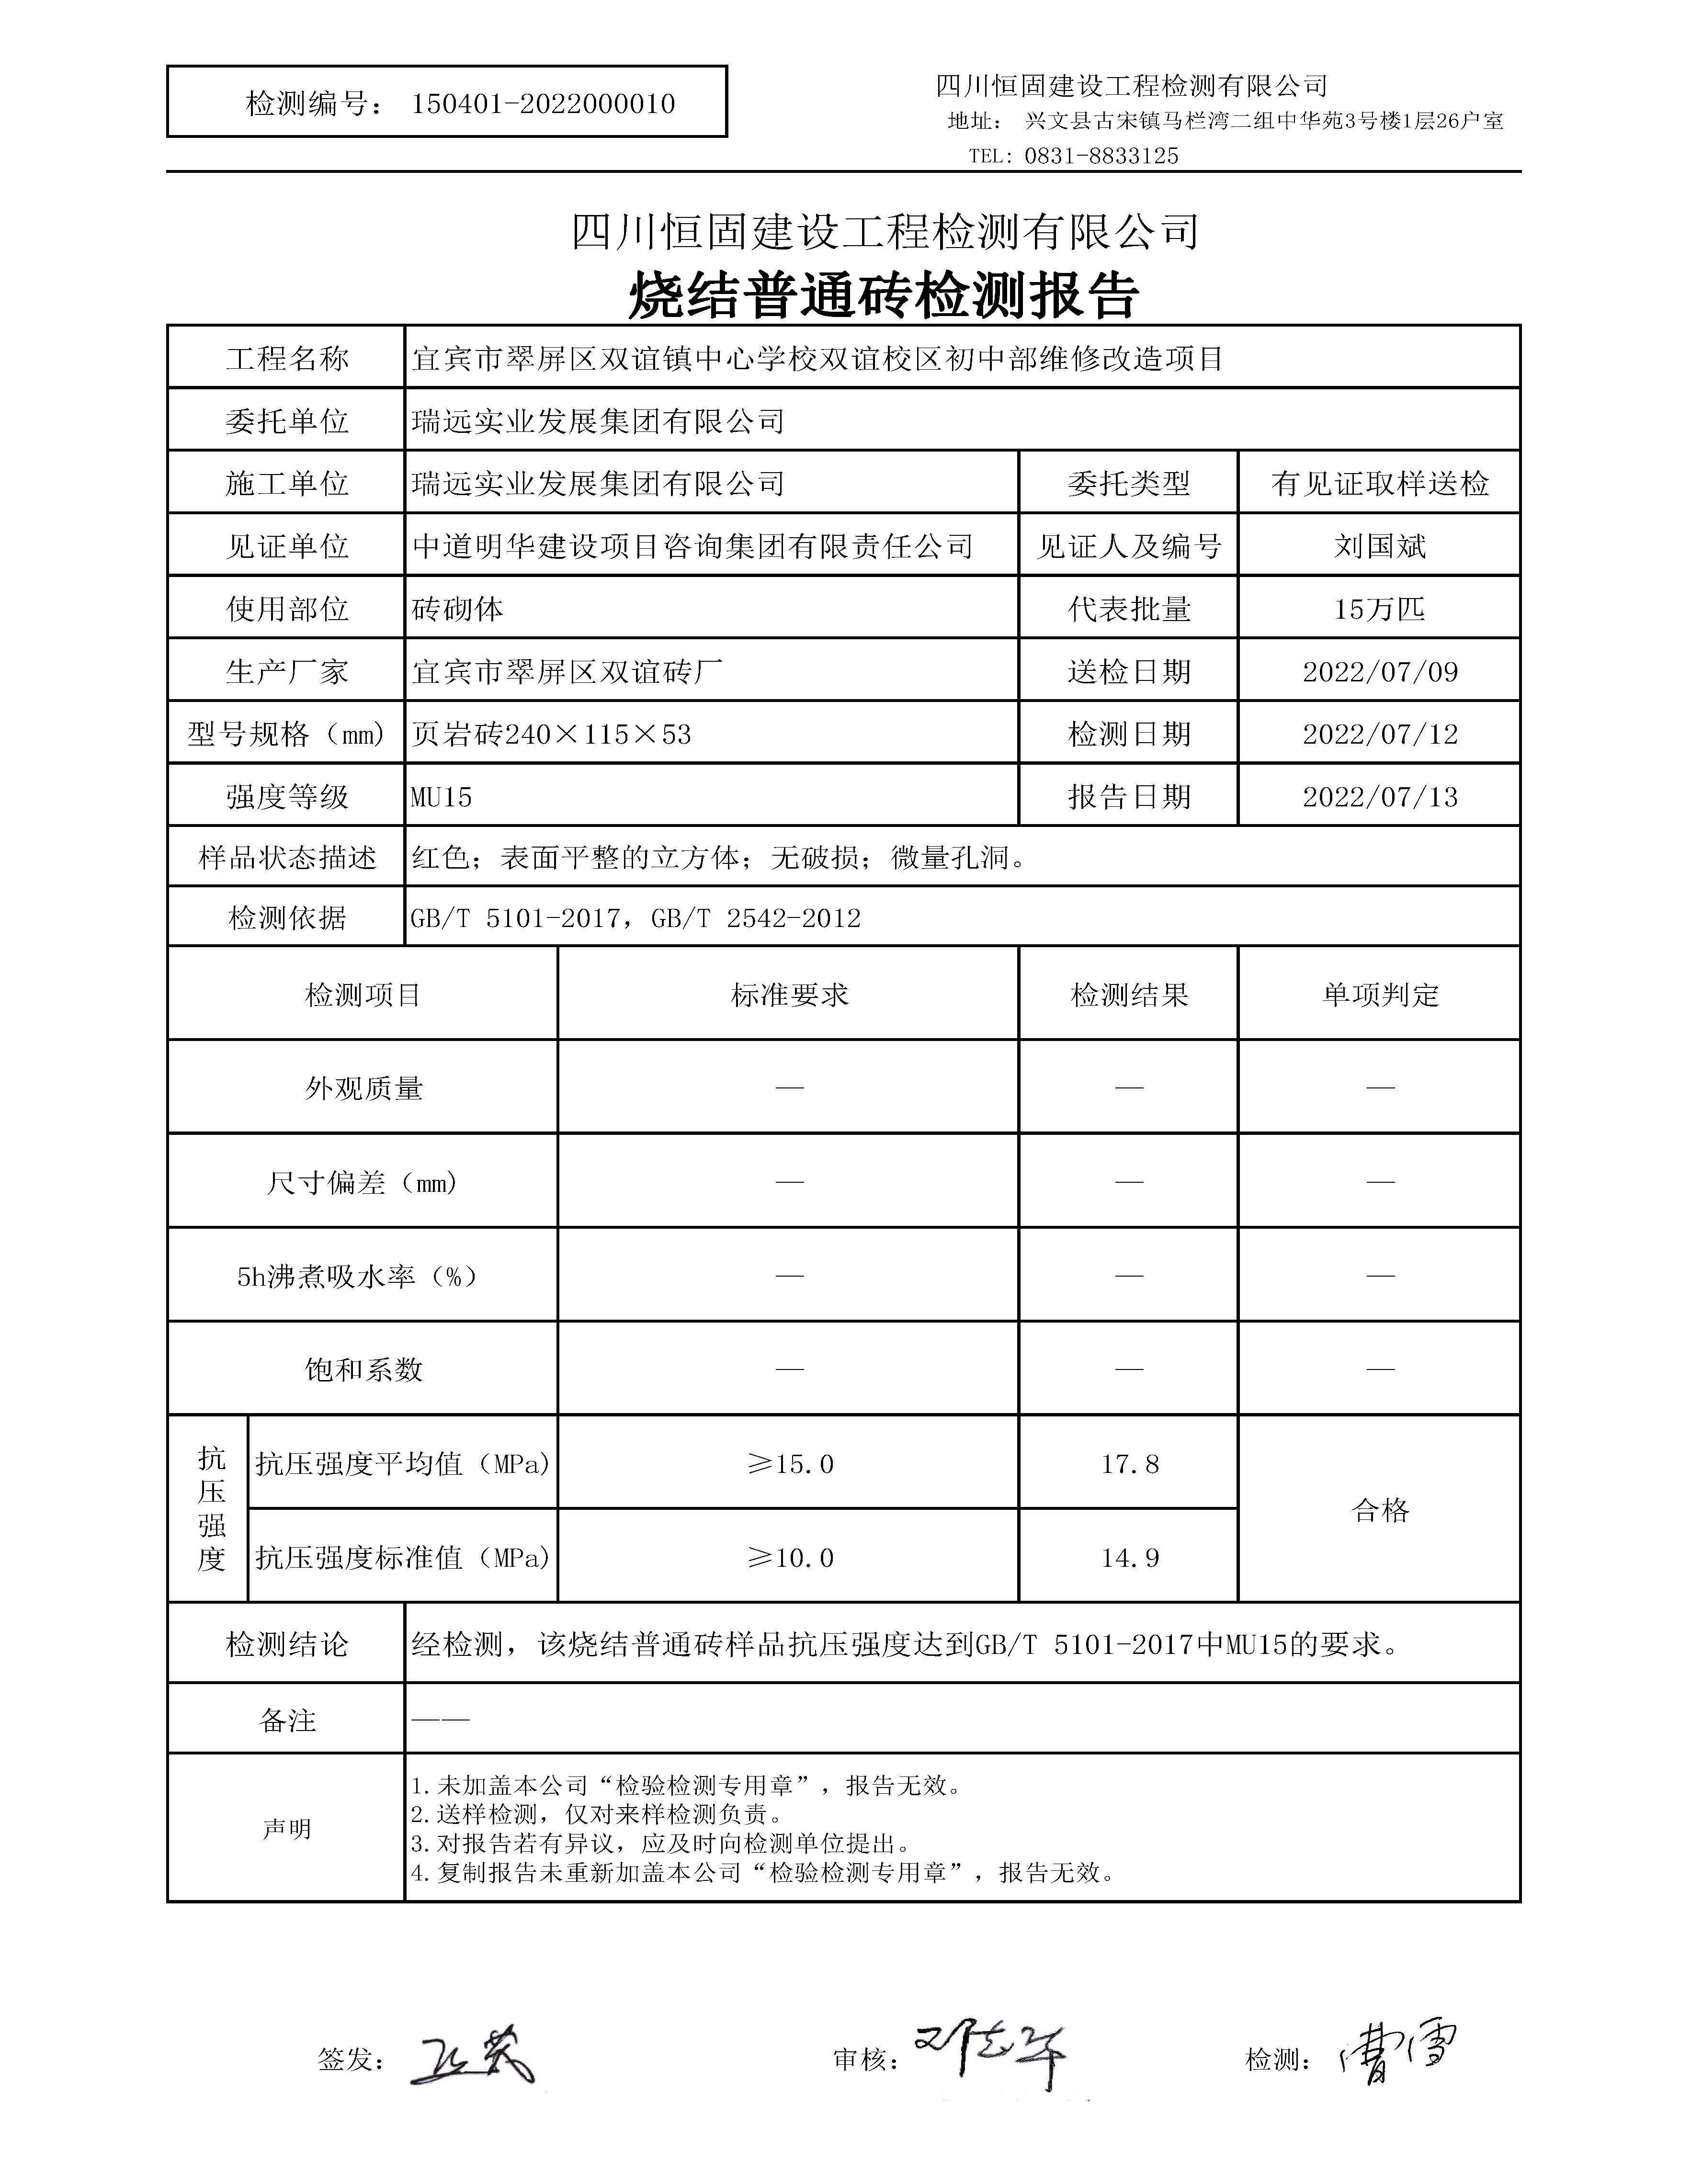 检测编号： 150401-2022000010
四川恒固建设工程检测有限公司
地址： 兴文县古宋镇马栏湾二组中华苑3号楼1层26户室
TEL: 0831-8833125
四川恒固建设工程检测有限公司
烧结普通砖检测报告
工程名称 宜宾市翠屏区双谊镇中心学校双谊校区初中部维修改造项目
委托单位 瑞远实业发展集团有限公司
施工单位 瑞远实业发展集团有限公司 委托类型 有见证取样送检
见证单位 中道明华建设项目咨询集团有限责任公司 见证人及编号 刘国斌
使用部位 砖砌体 代表批量 15万匹
生产厂家 宜宾市翠屏区双谊砖厂 送检日期 2022/07/09
型号规格（mm） 页岩砖240×115×53 检测日期 2022/07/12
强度等级 MU15 报告日期 2022/07/13
样品状态描述 红色；表面平整的立方体；无破损；微量孔洞。
检测依据 GB/T 5101-2017，GB/T 2542-2012
检测项目 标准要求 检测结果 单项判定
外观质量 — — —
尺寸偏差（mm） — — —
5h沸煮吸水率（%） — — —
饱和系数 — — —
抗压强度 抗压强度平均值（MPa） ≥15.0 17.8 合格
抗压强度标准值（MPa） ≥10.0 14.9
检测结论 经检测，该烧结普通砖样品抗压强度达到GB/T 5101-2017中MU15的要求。
备注 ——
声明 1.未加盖本公司“检验检测专用章”，报告无效。
2.送样检测，仅对来样检测负责。
3.对报告若有异议，应及时向检测单位提出。
4.复制报告未重新加盖本公司“检验检测专用章”，报告无效。
签发： 审核： 检测： 曹雪